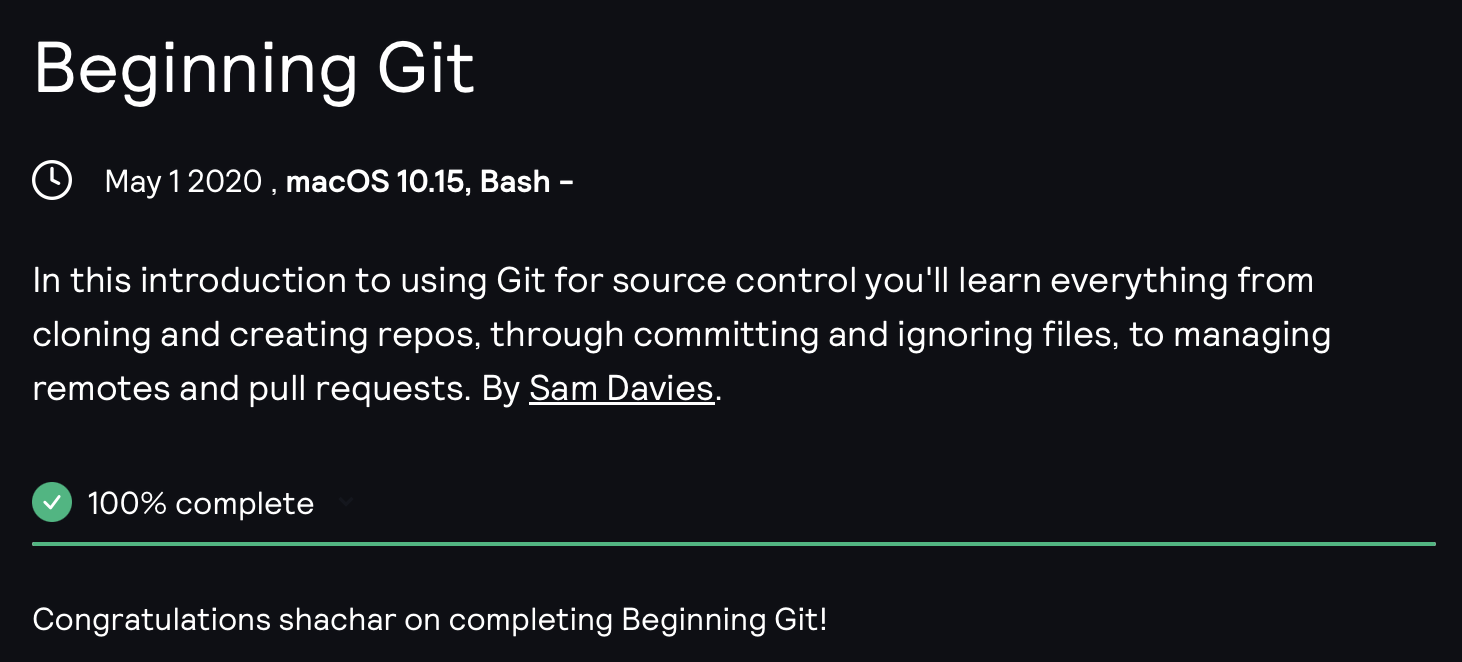 Beginning Git
May 1 2020 , macOS 10.15, Bash -
In this introduction to using Git for source control you'll learn everything from
cloning and creating repos, through committing and ignoring files, to managing
remotes and pull requests. By Sam Davies.
100% complete
Congratulations shachar on completing Beginning Git!